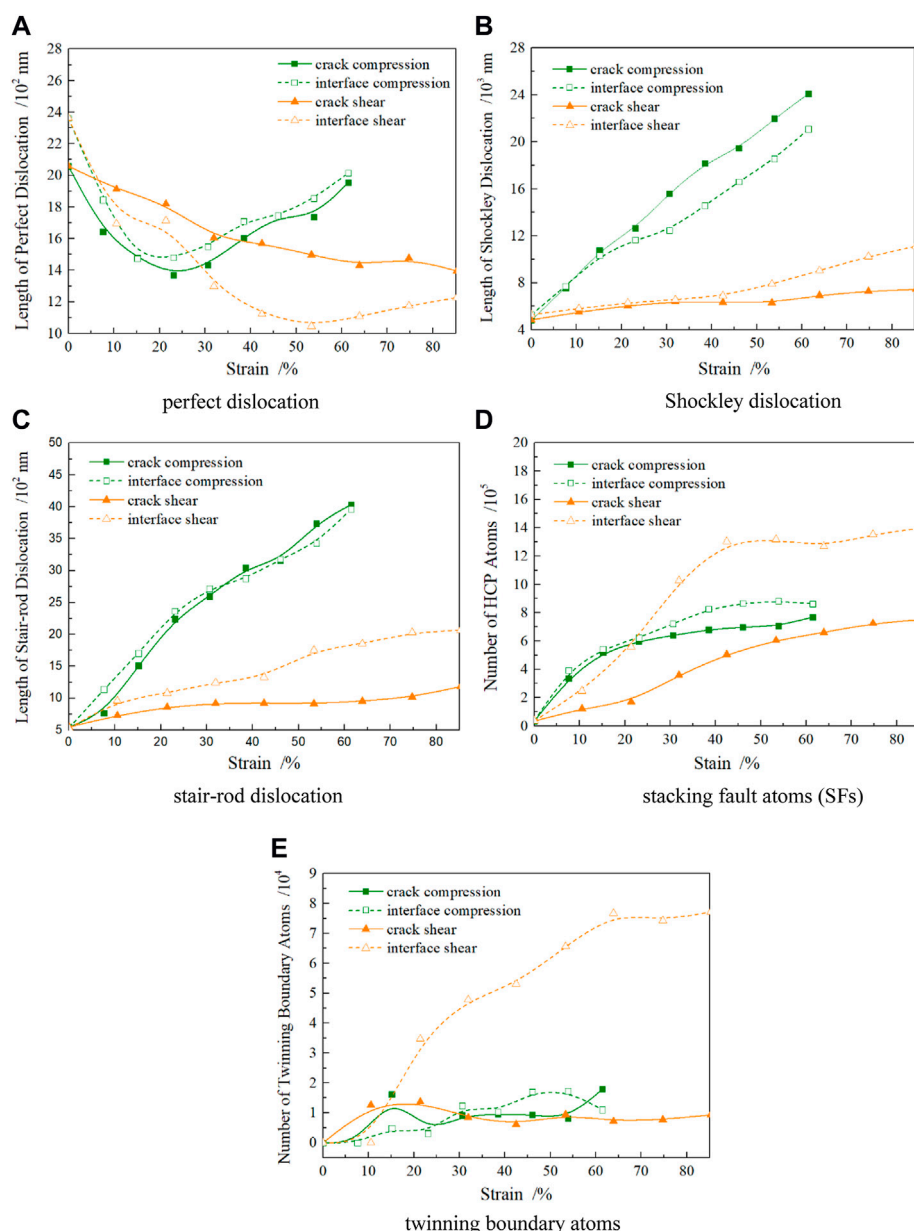 A
28
26
24
22
20
18
16
14
12
10
0 10 20 30 40 50 60 70 80
Length of Perfect Dislocation /10² nm
Strain /%
crack compression
interface compression
crack shear
interface shear
perfect dislocation
B
28
24
20
16
12
8
4
0 10 20 30 40 50 60 70 80
Length of Shockley Dislocation /10³ nm
Strain /%
crack compression
interface compression
crack shear
interface shear
Shockley dislocation
C
50
45
40
35
30
25
20
15
10
5
0 10 20 30 40 50 60 70 80
Length of Stair-rod Dislocation /10² nm
Strain /%
crack compression
interface compression
crack shear
interface shear
stair-rod dislocation
D
20
18
16
14
12
10
8
6
4
2
0
0 10 20 30 40 50 60 70 80
Number of HCP Atoms /10⁵
Stain /%
crack compression
interface compression
crack shear
interface shear
stacking fault atoms (SFs)
E
9
8
7
6
5
4
3
2
1
0
0 10 20 30 40 50 60 70 80
Number of Twinning Boundary Atoms /10⁴
Strain /%
crack compression
interface compression
crack shear
interface shear
twinning boundary atoms